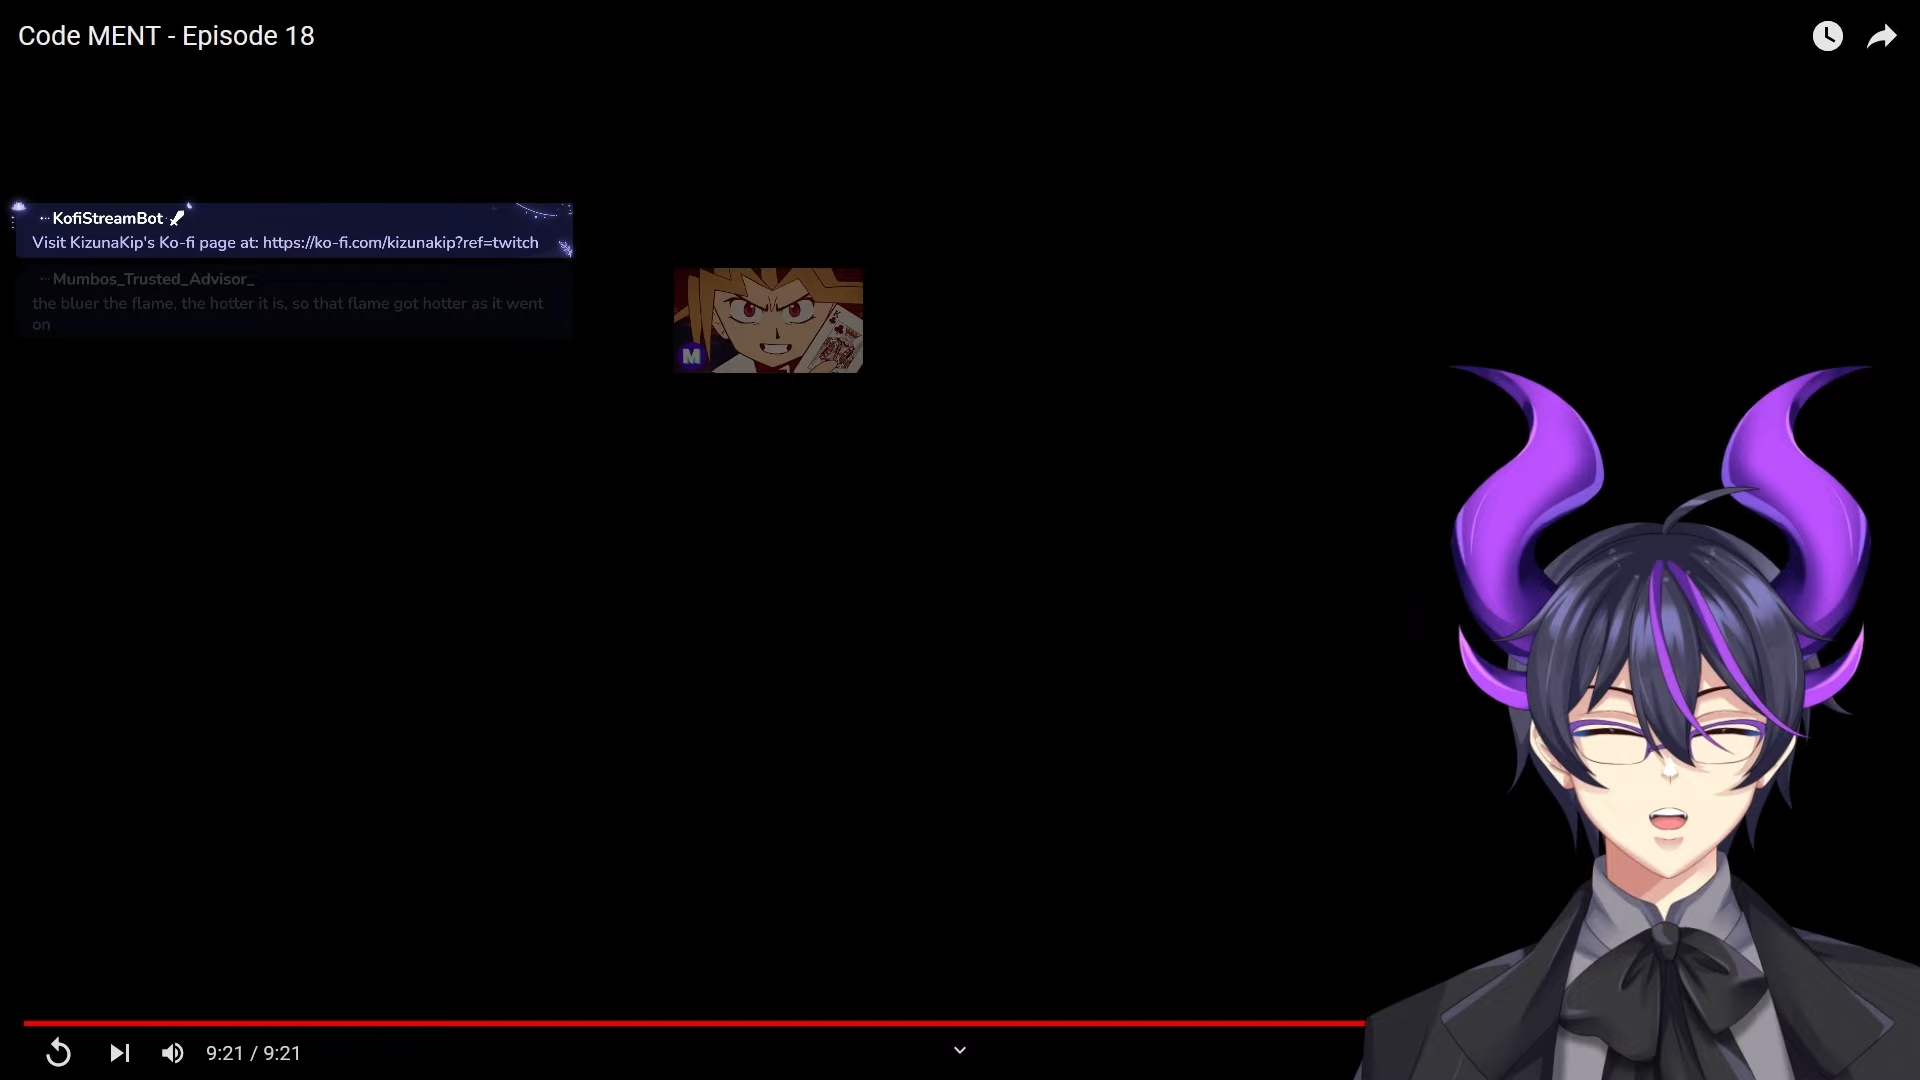 Code MENT - Episode 18
KofiStreamBot
Visit KizunaKip's Ko-fi page at: https://ko-fi.com/kizunakip?ref=twitch
Mumbos_Trusted_Advisor_
the bluer the flame, the hotter it is, so that flame got hotter as it went
on
K
M
9:21 / 9:21